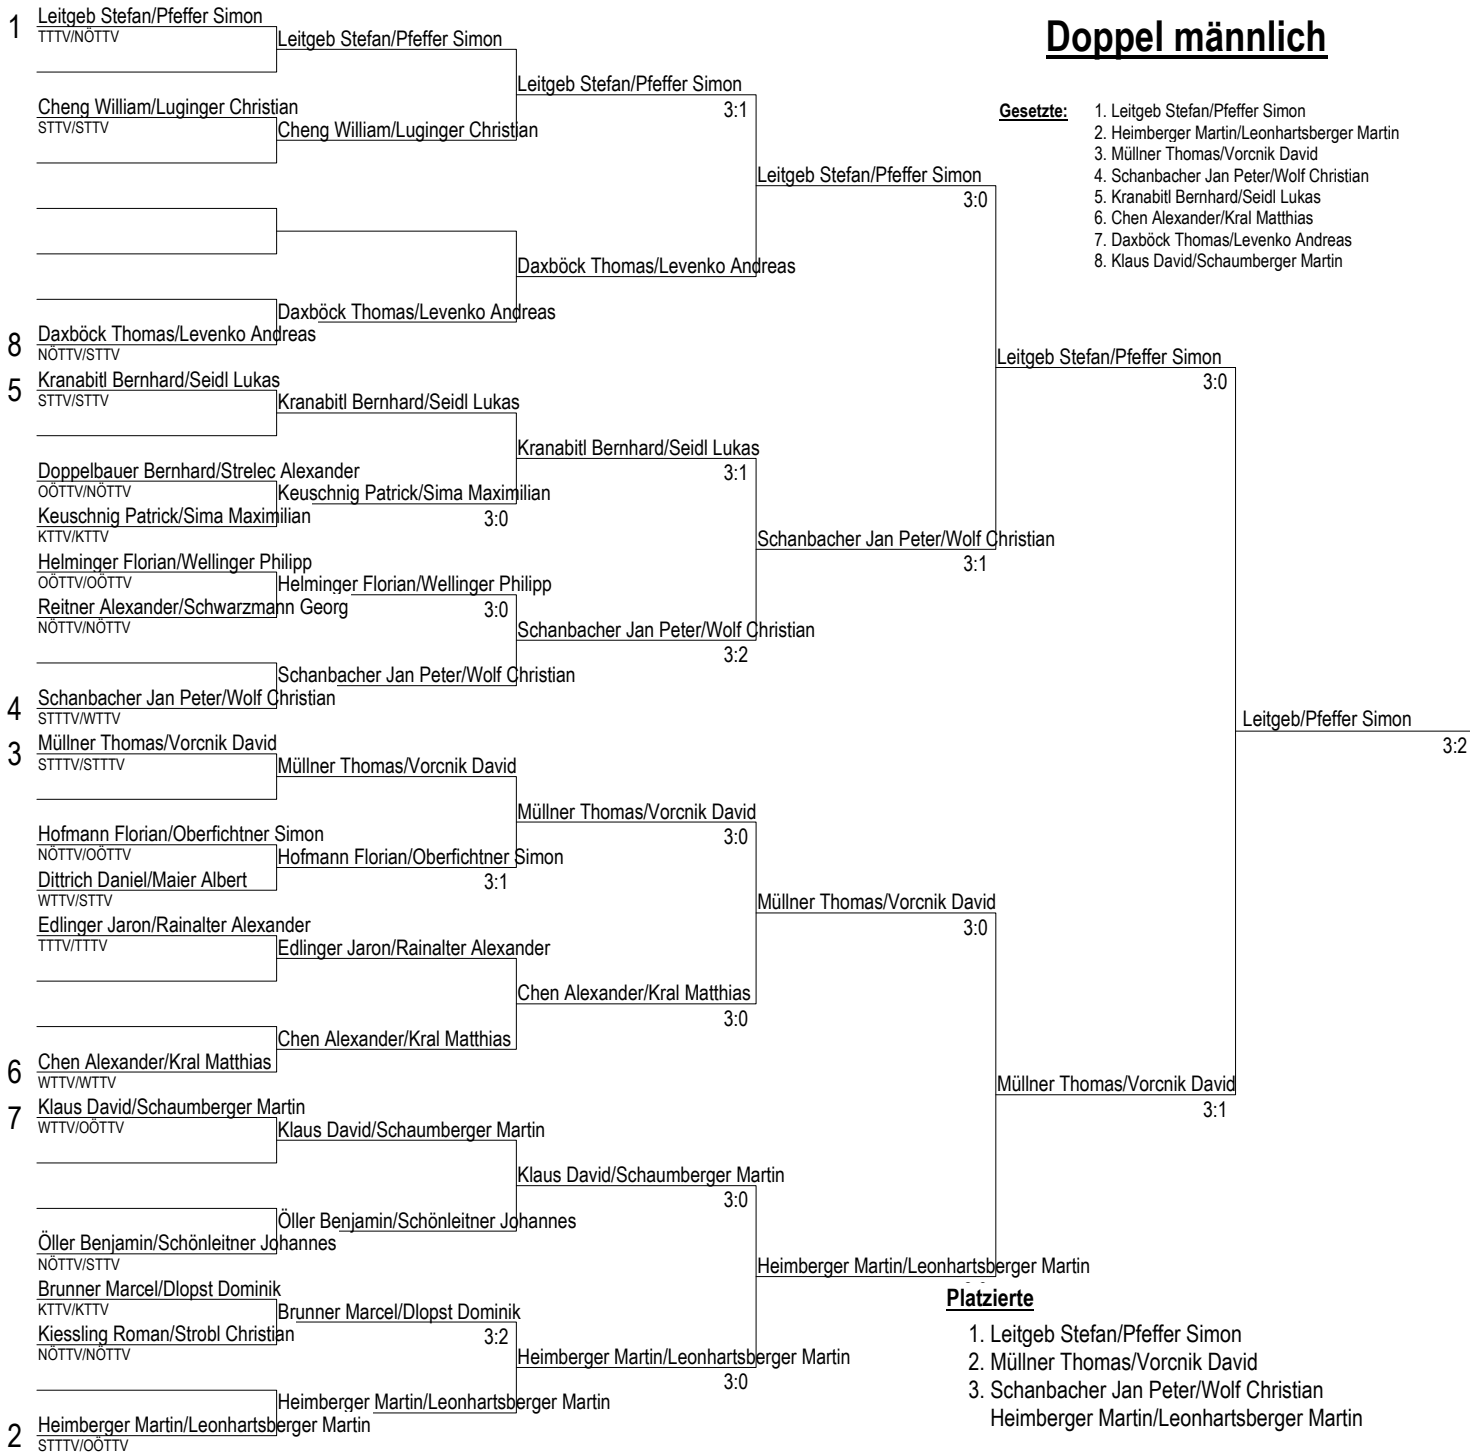 Doppel männlich
Gesetzte:
1. Leitgeb Stefan/Pfeffer Simon
2. Heimberger Martin/Leonhartsberger Martin
3. Müllner Thomas/Vorcnik David
4. Schanbacher Jan Peter/Wolf Christian
5. Kranabitl Bernhard/Seidl Lukas
6. Chen Alexander/Kral Matthias
7. Daxböck Thomas/Levenko Andreas
8. Klaus David/Schaumberger Martin
1 Leitgeb Stefan/Pfeffer Simon
TTTV/NÖTTV
Cheng William/Luginger Christian
STTV/STTV
8 Daxböck Thomas/Levenko Andreas
NÖTTV/STTV
5 Kranabitl Bernhard/Seidl Lukas
STTV/STTV
Doppelbauer Bernhard/Strelec Alexander
OÖTTV/NÖTTV
Keuschnig Patrick/Sima Maximilian
KTTV/KTTV
Helminger Florian/Wellinger Philipp
OÖTTV/OÖTTV
Reitner Alexander/Schwarzmann Georg
NÖTTV/NÖTTV
4 Schanbacher Jan Peter/Wolf Christian
STTTV/WTTV
3 Müllner Thomas/Vorcnik David
STTTV/STTTV
Hofmann Florian/Oberfichtner Simon
NÖTTV/OÖTTV
Dittrich Daniel/Maier Albert
WTTV/STTV
Edlinger Jaron/Rainalter Alexander
TTTV/TTTV
6 Chen Alexander/Kral Matthias
WTTV/WTTV
7 Klaus David/Schaumberger Martin
WTTV/OÖTTV
Öller Benjamin/Schönleitner Johannes
NÖTTV/STTV
Brunner Marcel/Dlopst Dominik
KTTV/KTTV
Kiessling Roman/Strobl Christian
NÖTTV/NÖTTV
2 Heimberger Martin/Leonhartsberger Martin
STTTV/OÖTTV
Leitgeb Stefan/Pfeffer Simon
Cheng William/Luginger Christian
Daxböck Thomas/Levenko Andreas
Kranabitl Bernhard/Seidl Lukas
Keuschnig Patrick/Sima Maximilian
3:0
Helminger Florian/Wellinger Philipp
3:0
Schanbacher Jan Peter/Wolf Christian
Müllner Thomas/Vorcnik David
Hofmann Florian/Oberfichtner Simon
3:1
Edlinger Jaron/Rainalter Alexander
Chen Alexander/Kral Matthias
Klaus David/Schaumberger Martin
Öller Benjamin/Schönleitner Johannes
Brunner Marcel/Dlopst Dominik
3:2
Heimberger Martin/Leonhartsberger Martin
Leitgeb Stefan/Pfeffer Simon
3:1
Daxböck Thomas/Levenko Andreas
Kranabitl Bernhard/Seidl Lukas
3:1
Schanbacher Jan Peter/Wolf Christian
3:2
Müllner Thomas/Vorcnik David
3:0
Chen Alexander/Kral Matthias
3:0
Klaus David/Schaumberger Martin
3:0
Heimberger Martin/Leonhartsberger Martin
3:0
Leitgeb Stefan/Pfeffer Simon
3:0
Schanbacher Jan Peter/Wolf Christian
3:1
Müllner Thomas/Vorcnik David
3:0
Heimberger Martin/Leonhartsberger Martin
Leitgeb Stefan/Pfeffer Simon
3:0
Müllner Thomas/Vorcnik David
3:1
Leitgeb/Pfeffer Simon
3:2
Platzierte
1. Leitgeb Stefan/Pfeffer Simon
2. Müllner Thomas/Vorcnik David
3. Schanbacher Jan Peter/Wolf Christian
Heimberger Martin/Leonhartsberger Martin